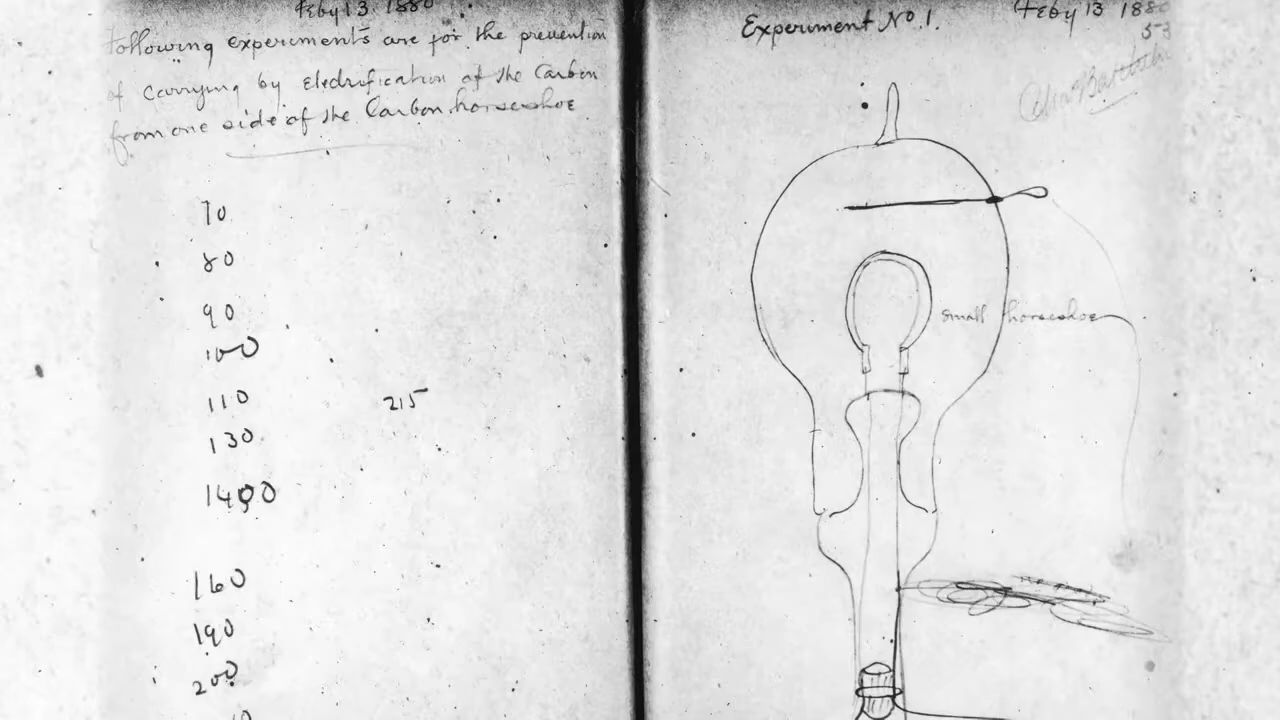 Feby 13 1880
Following experiments are for the prevention
of carrying by Electrification of the Carbon
from one side of the Carbon horseshoe
70
80
90
100
110
215
130
1400
160
190
200
Experiment No. 1.
Feby 13 1880
53
small horseshoe